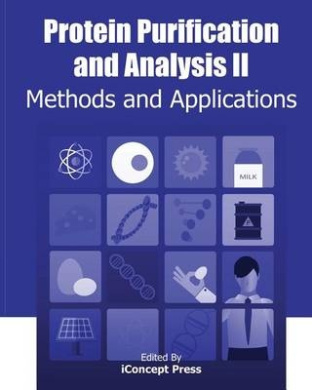 Protein Purification
and Analysis II
Methods and Applications
MILK
Edited By
iConcept Press